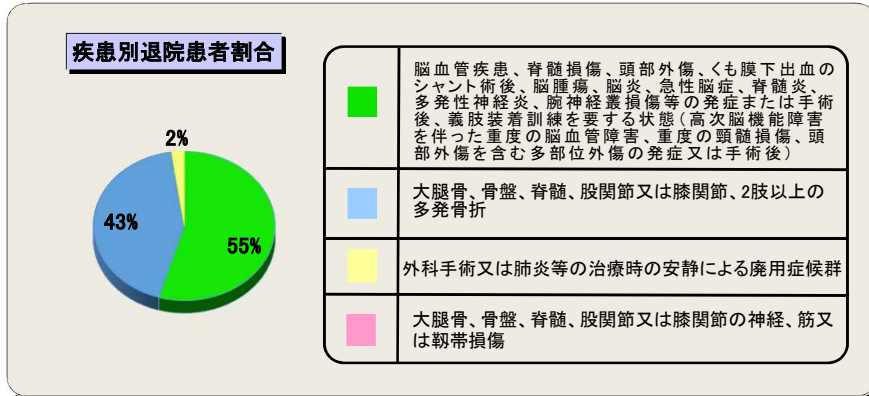 疾患別退院患者割合
2%
43%
55%
脳血管疾患、脊髄損傷、頭部外傷、くも膜下出血の
シャント術後、脳腫瘍、脳炎、急性脳症、脊髄炎、
多発性神経炎、腕神経叢損傷等の発症または手術
後、義肢装着訓練を要する状態（高次脳機能障害
を伴った重度の脳血管障害、重度の頸髄損傷、頭
部外傷を含む多部位外傷の発症又は手術後）
大腿骨、骨盤、脊髄、股関節又は膝関節、2肢以上の
多発骨折
外科手術又は肺炎等の治療時の安静による廃用症候群
大腿骨、骨盤、脊髄、股関節又は膝関節の神経、筋又
は靱帯損傷